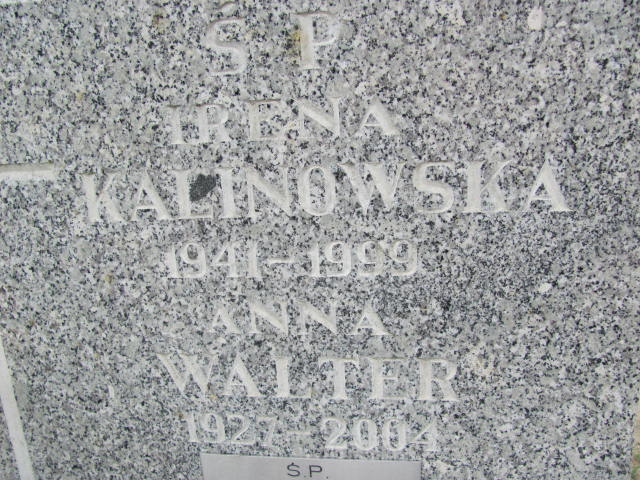 Ś P
IRENA
KALINOWSKA
1941-1999
ANNA
WALTER
1927-2004
Ś.P.